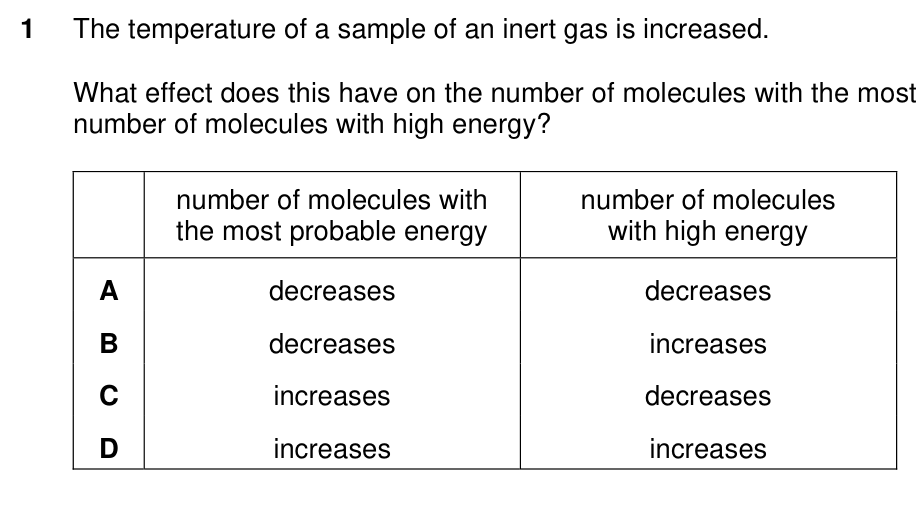 1 The temperature of a sample of an inert gas is increased.
What effect does this have on the number of molecules with the most
number of molecules with high energy?
number of molecules with the most probable energy number of molecules with high energy
A decreases decreases
B decreases increases
C increases decreases
D increases increases